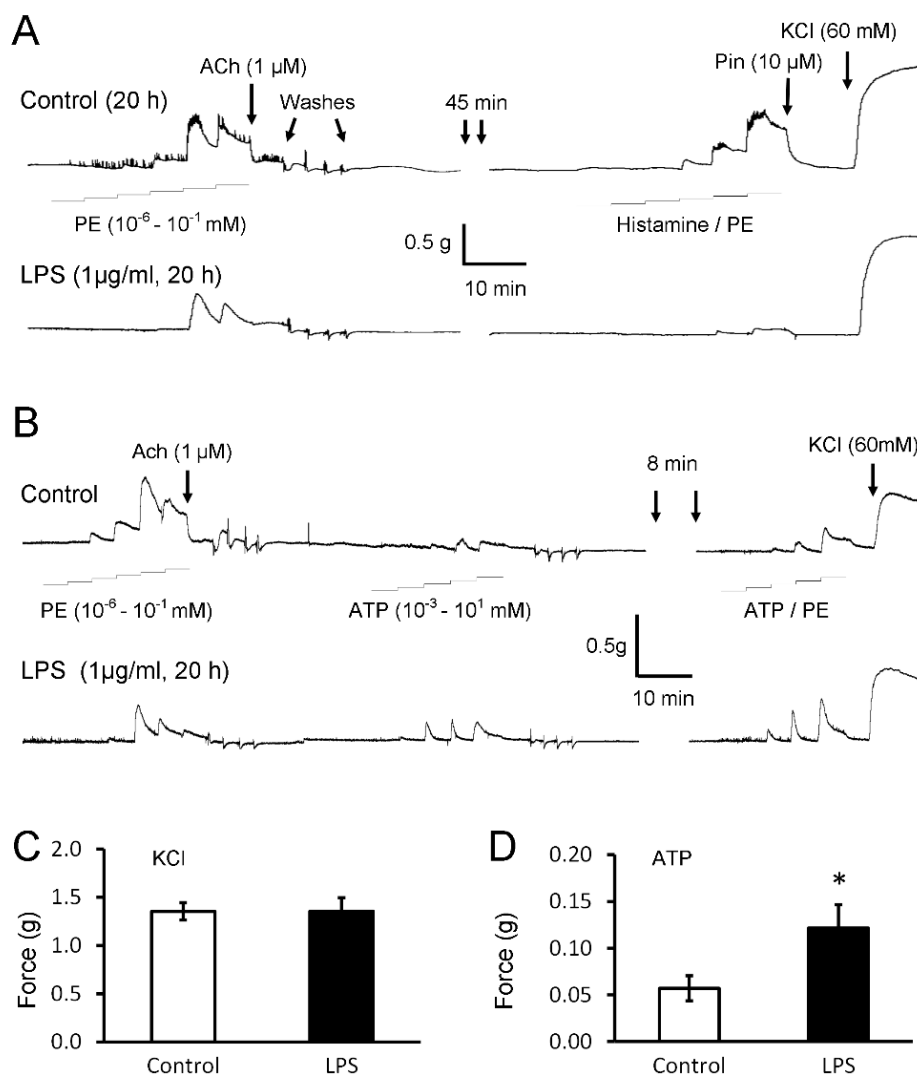 A
KCl (60 mM)
ACh (1 µM)
Pin (10 µM)
Control (20 h)
Washes
45 min
PE (10⁻⁶ - 10⁻¹ mM)
Histamine / PE
0.5 g
10 min
LPS (1µg/ml, 20 h)
B
Ach (1 µM)
8 min
KCl (60mM)
Control
PE (10⁻⁶ - 10⁻¹ mM)
ATP (10⁻³ - 10¹ mM)
ATP / PE
0.5g
10 min
LPS (1µg/ml, 20 h)
C
KCl
2.0
1.5
1.0
0.5
0.0
Force (g)
Control
LPS
D
ATP
*
0.20
0.15
0.10
0.05
0.00
Force (g)
Control
LPS